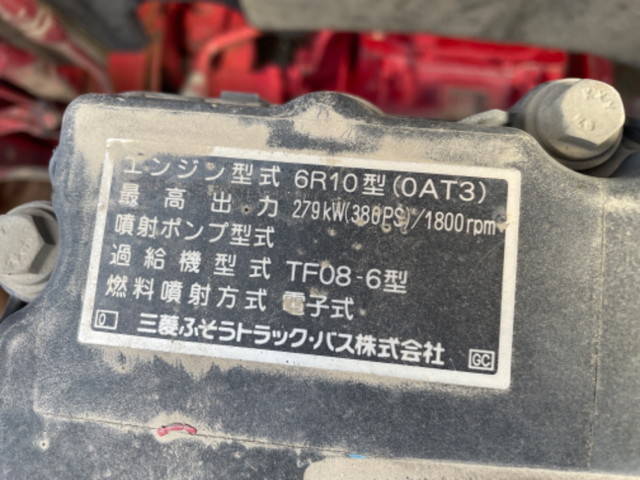 エンジン型式 6R10型(0AT3)
最高出力 279kW(380PS)/1800rpm
噴射ポンプ型式
過給機型式 TF08-6型
燃料噴射方式 電子式
0 三菱ふそうトラック・バス株式会社 GC